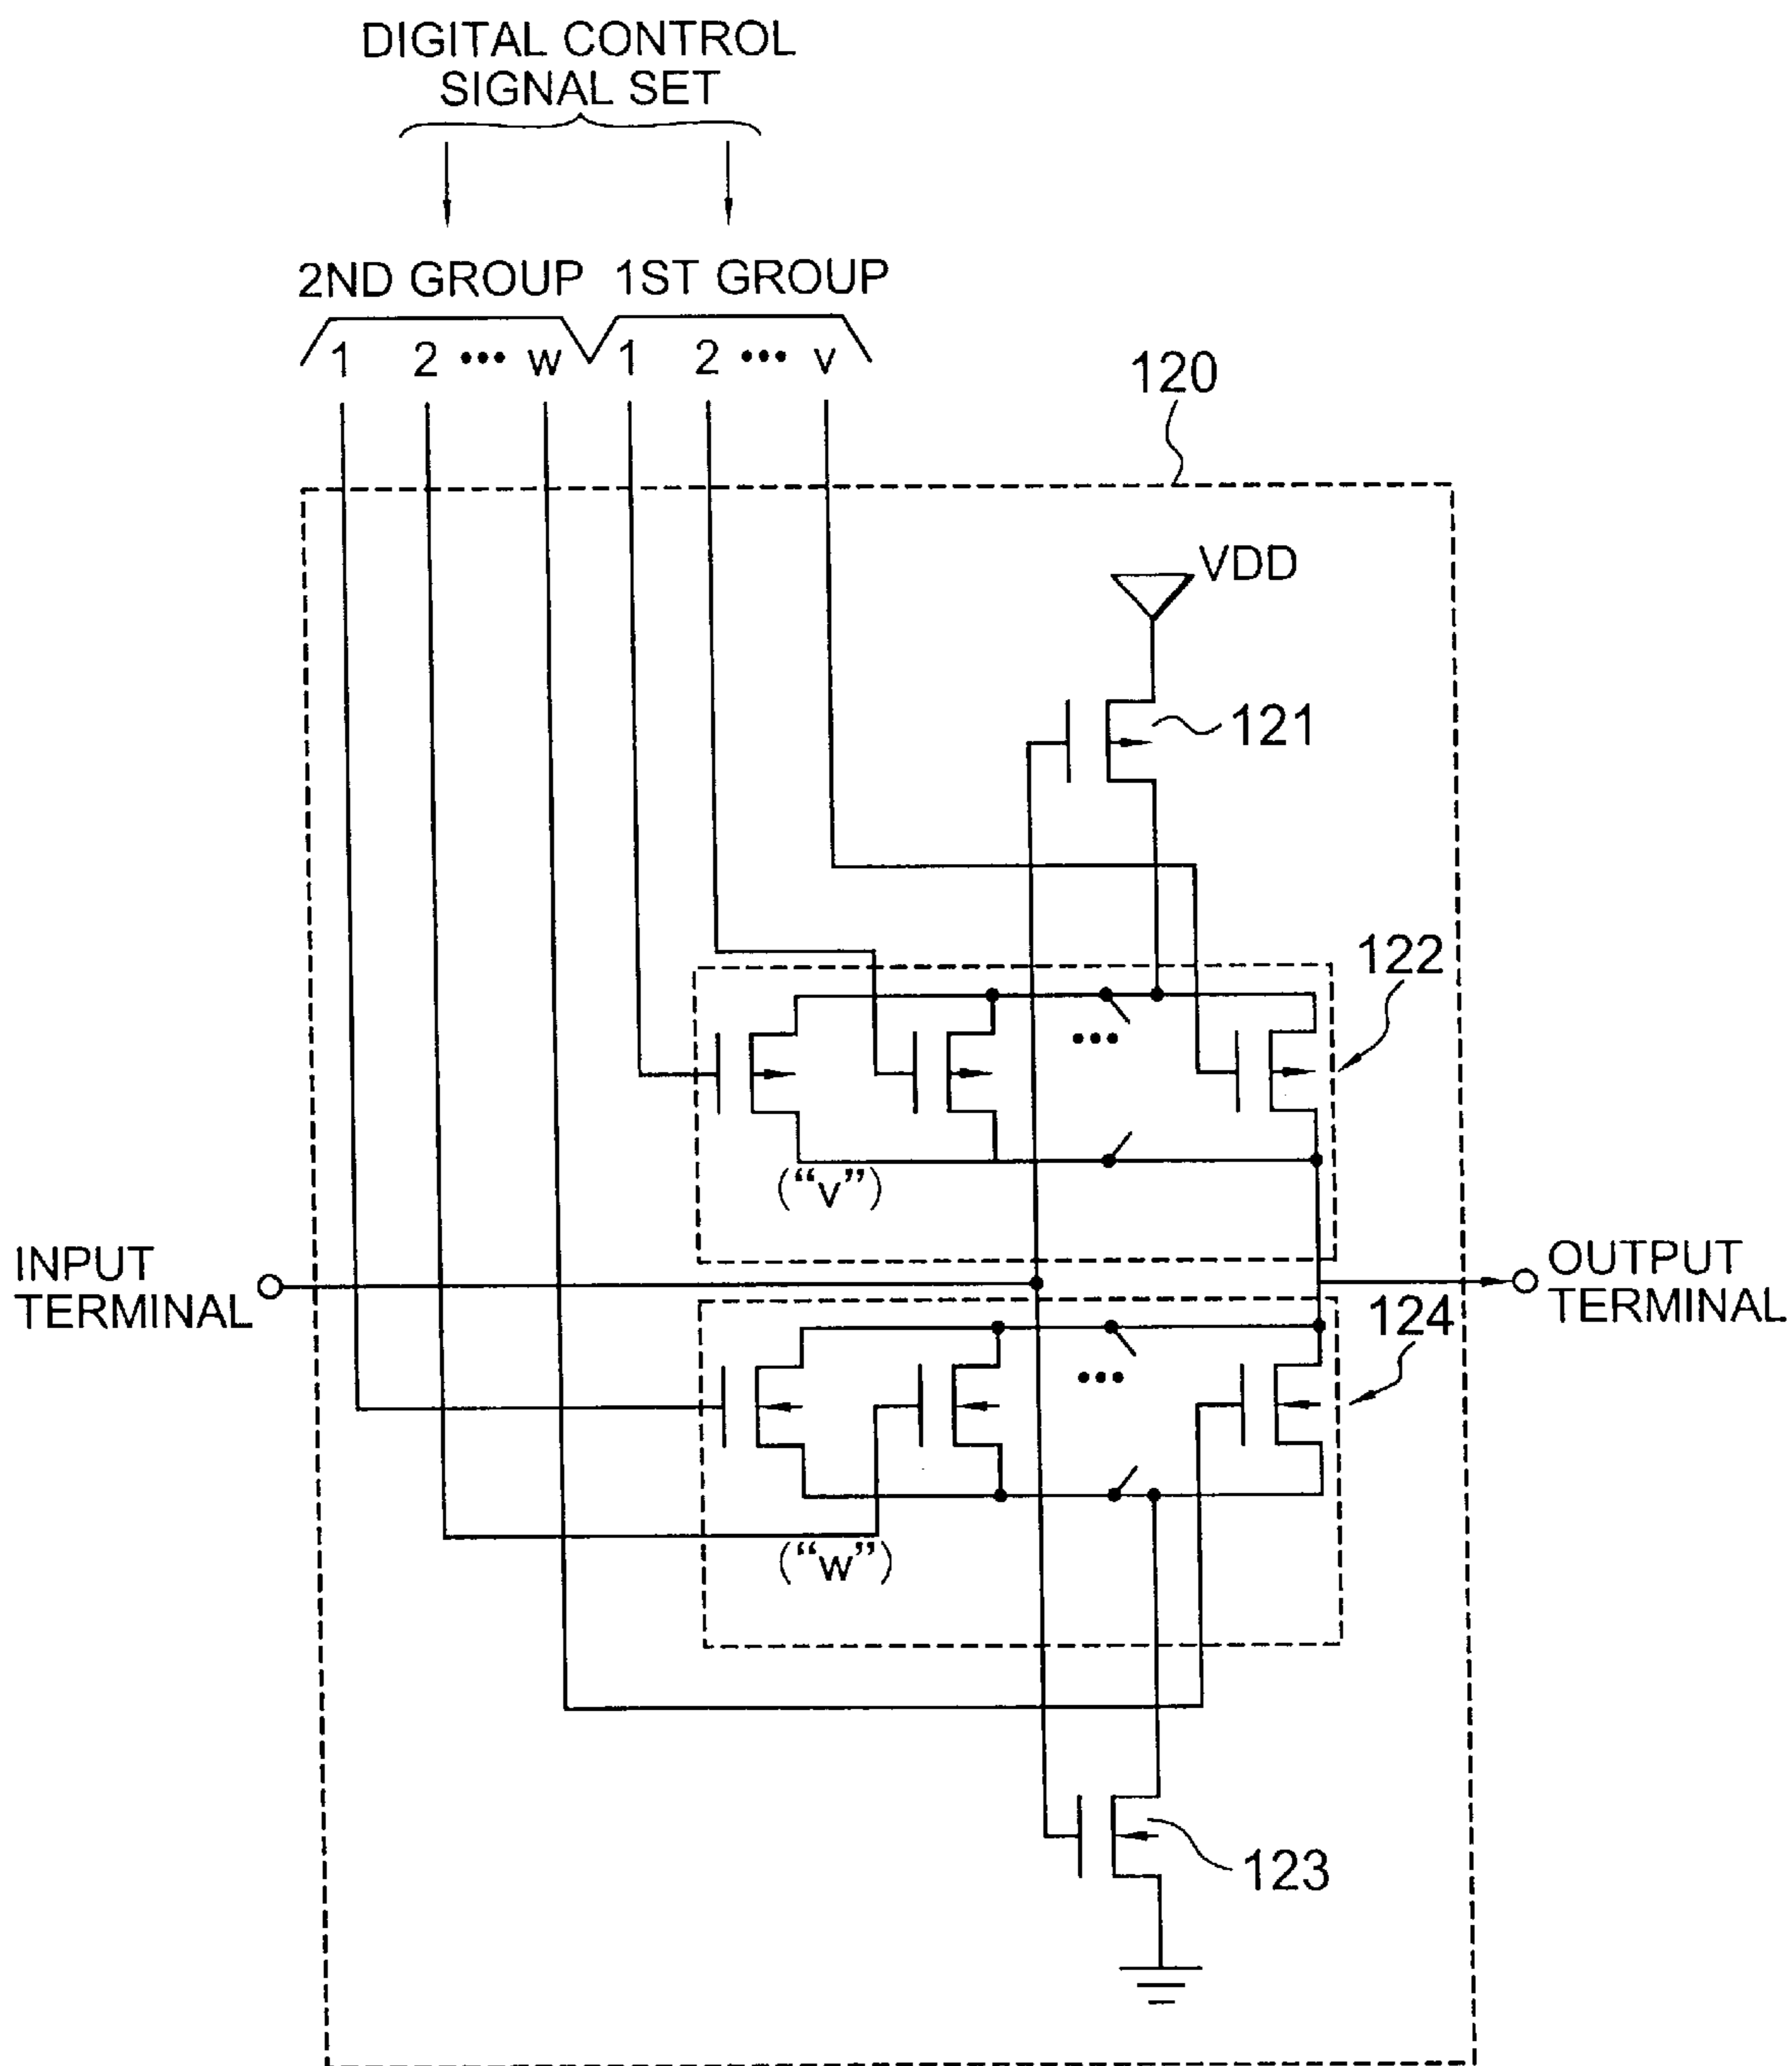 DIGITAL CONTROL
SIGNAL SET
2ND GROUP 1ST GROUP
1 2 ••• w 1 2 ••• v
120
VDD
121
122
("v")
INPUT
TERMINAL
OUTPUT
TERMINAL
124
("w")
123